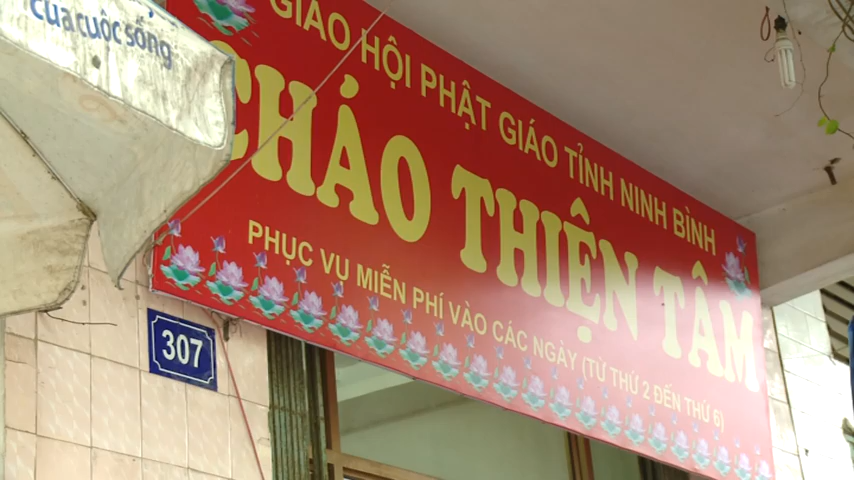 của cuộc sống
GIÁO HỘI PHẬT GIÁO TỈNH NINH BÌNH
CHÁO THIỆN TÂM
PHỤC VỤ MIỄN PHÍ VÀO CÁC NGÀY (TỪ THỨ 2 ĐẾN THỨ 6)
307